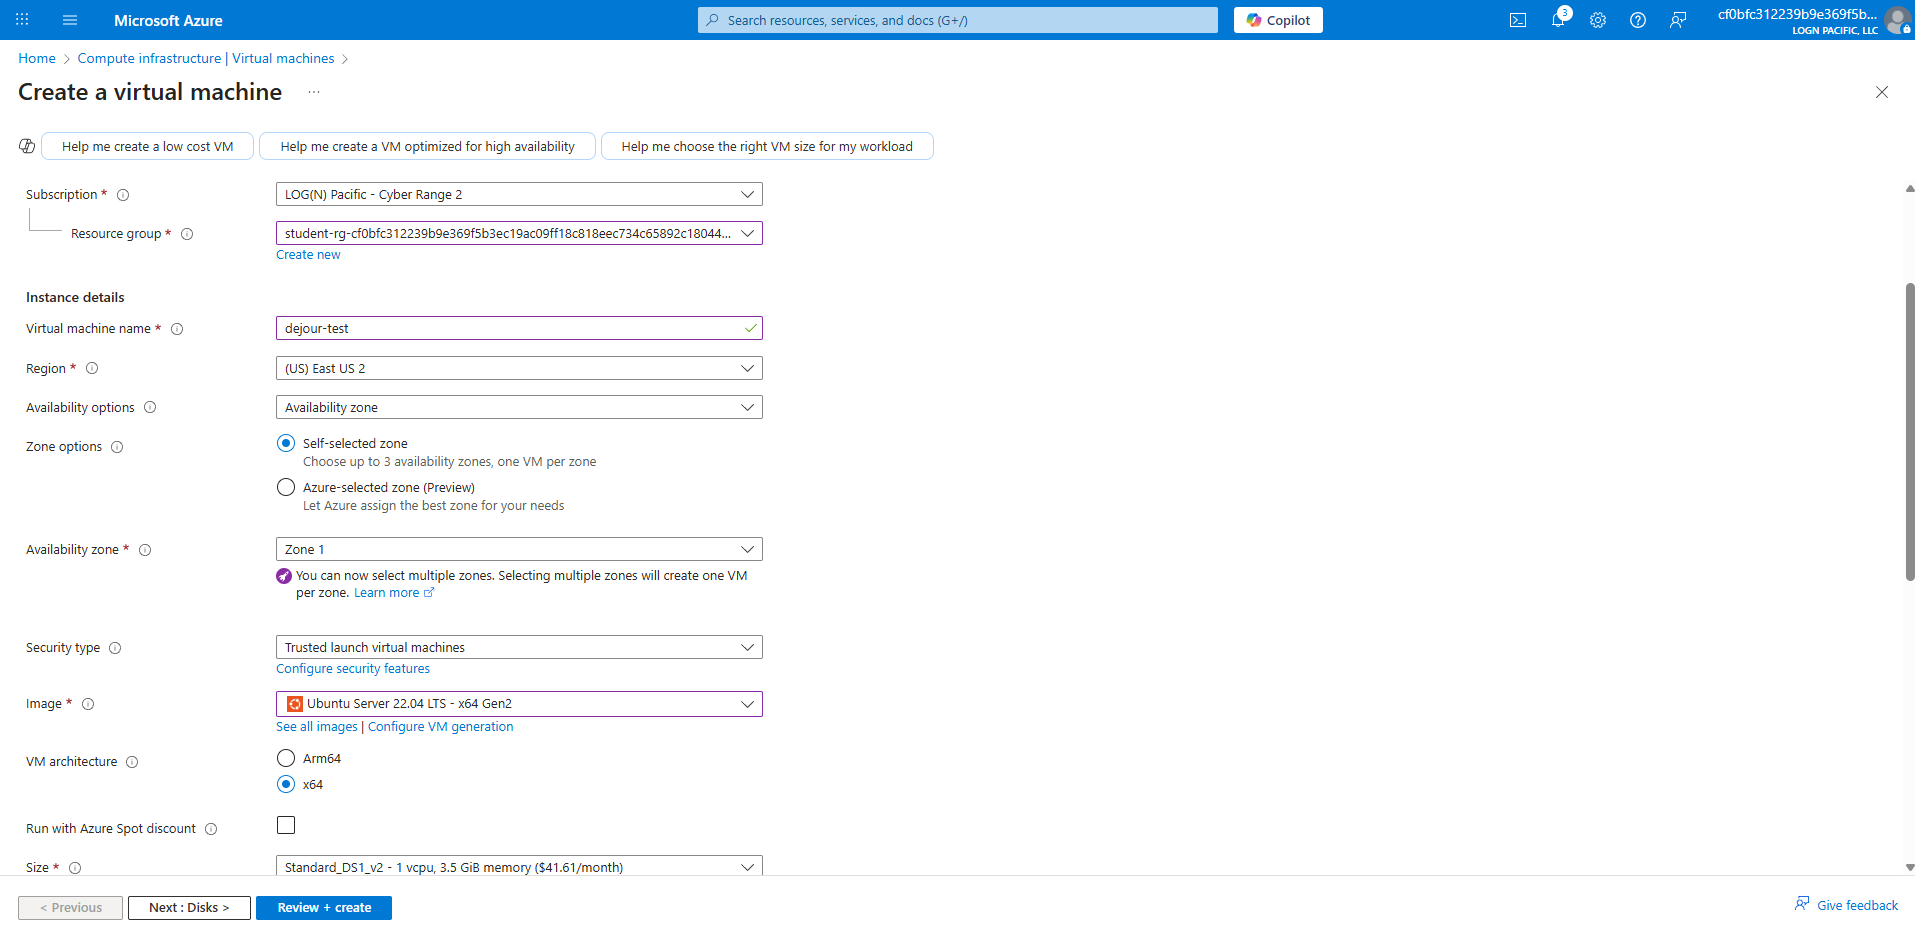 Microsoft Azure
Search resources, services, and docs (G+/)
Copilot
3
cf0bfc312239b9e369f5b...
LOGN PACIFIC, LLC
Home > Compute infrastructure | Virtual machines >
Create a virtual machine ...
Help me create a low cost VM
Help me create a VM optimized for high availability
Help me choose the right VM size for my workload
Subscription *
LOG(N) Pacific - Cyber Range 2
Resource group *
student-rg-cf0bfc312239b9e369f5b3ec19ac09ff18c818eec734c65892c18044...
Create new
Instance details
Virtual machine name *
dejour-test
Region *
(US) East US 2
Availability options
Availability zone
Zone options
Self-selected zone
Choose up to 3 availability zones, one VM per zone
Azure-selected zone (Preview)
Let Azure assign the best zone for your needs
Availability zone *
Zone 1
You can now select multiple zones. Selecting multiple zones will create one VM
per zone. Learn more
Security type
Trusted launch virtual machines
Configure security features
Image *
Ubuntu Server 22.04 LTS - x64 Gen2
See all images | Configure VM generation
VM architecture
Arm64
x64
Run with Azure Spot discount
Size *
Standard_DS1_v2 - 1 vcpu, 3.5 GiB memory ($41.61/month)
< Previous
Next : Disks >
Review + create
Give feedback